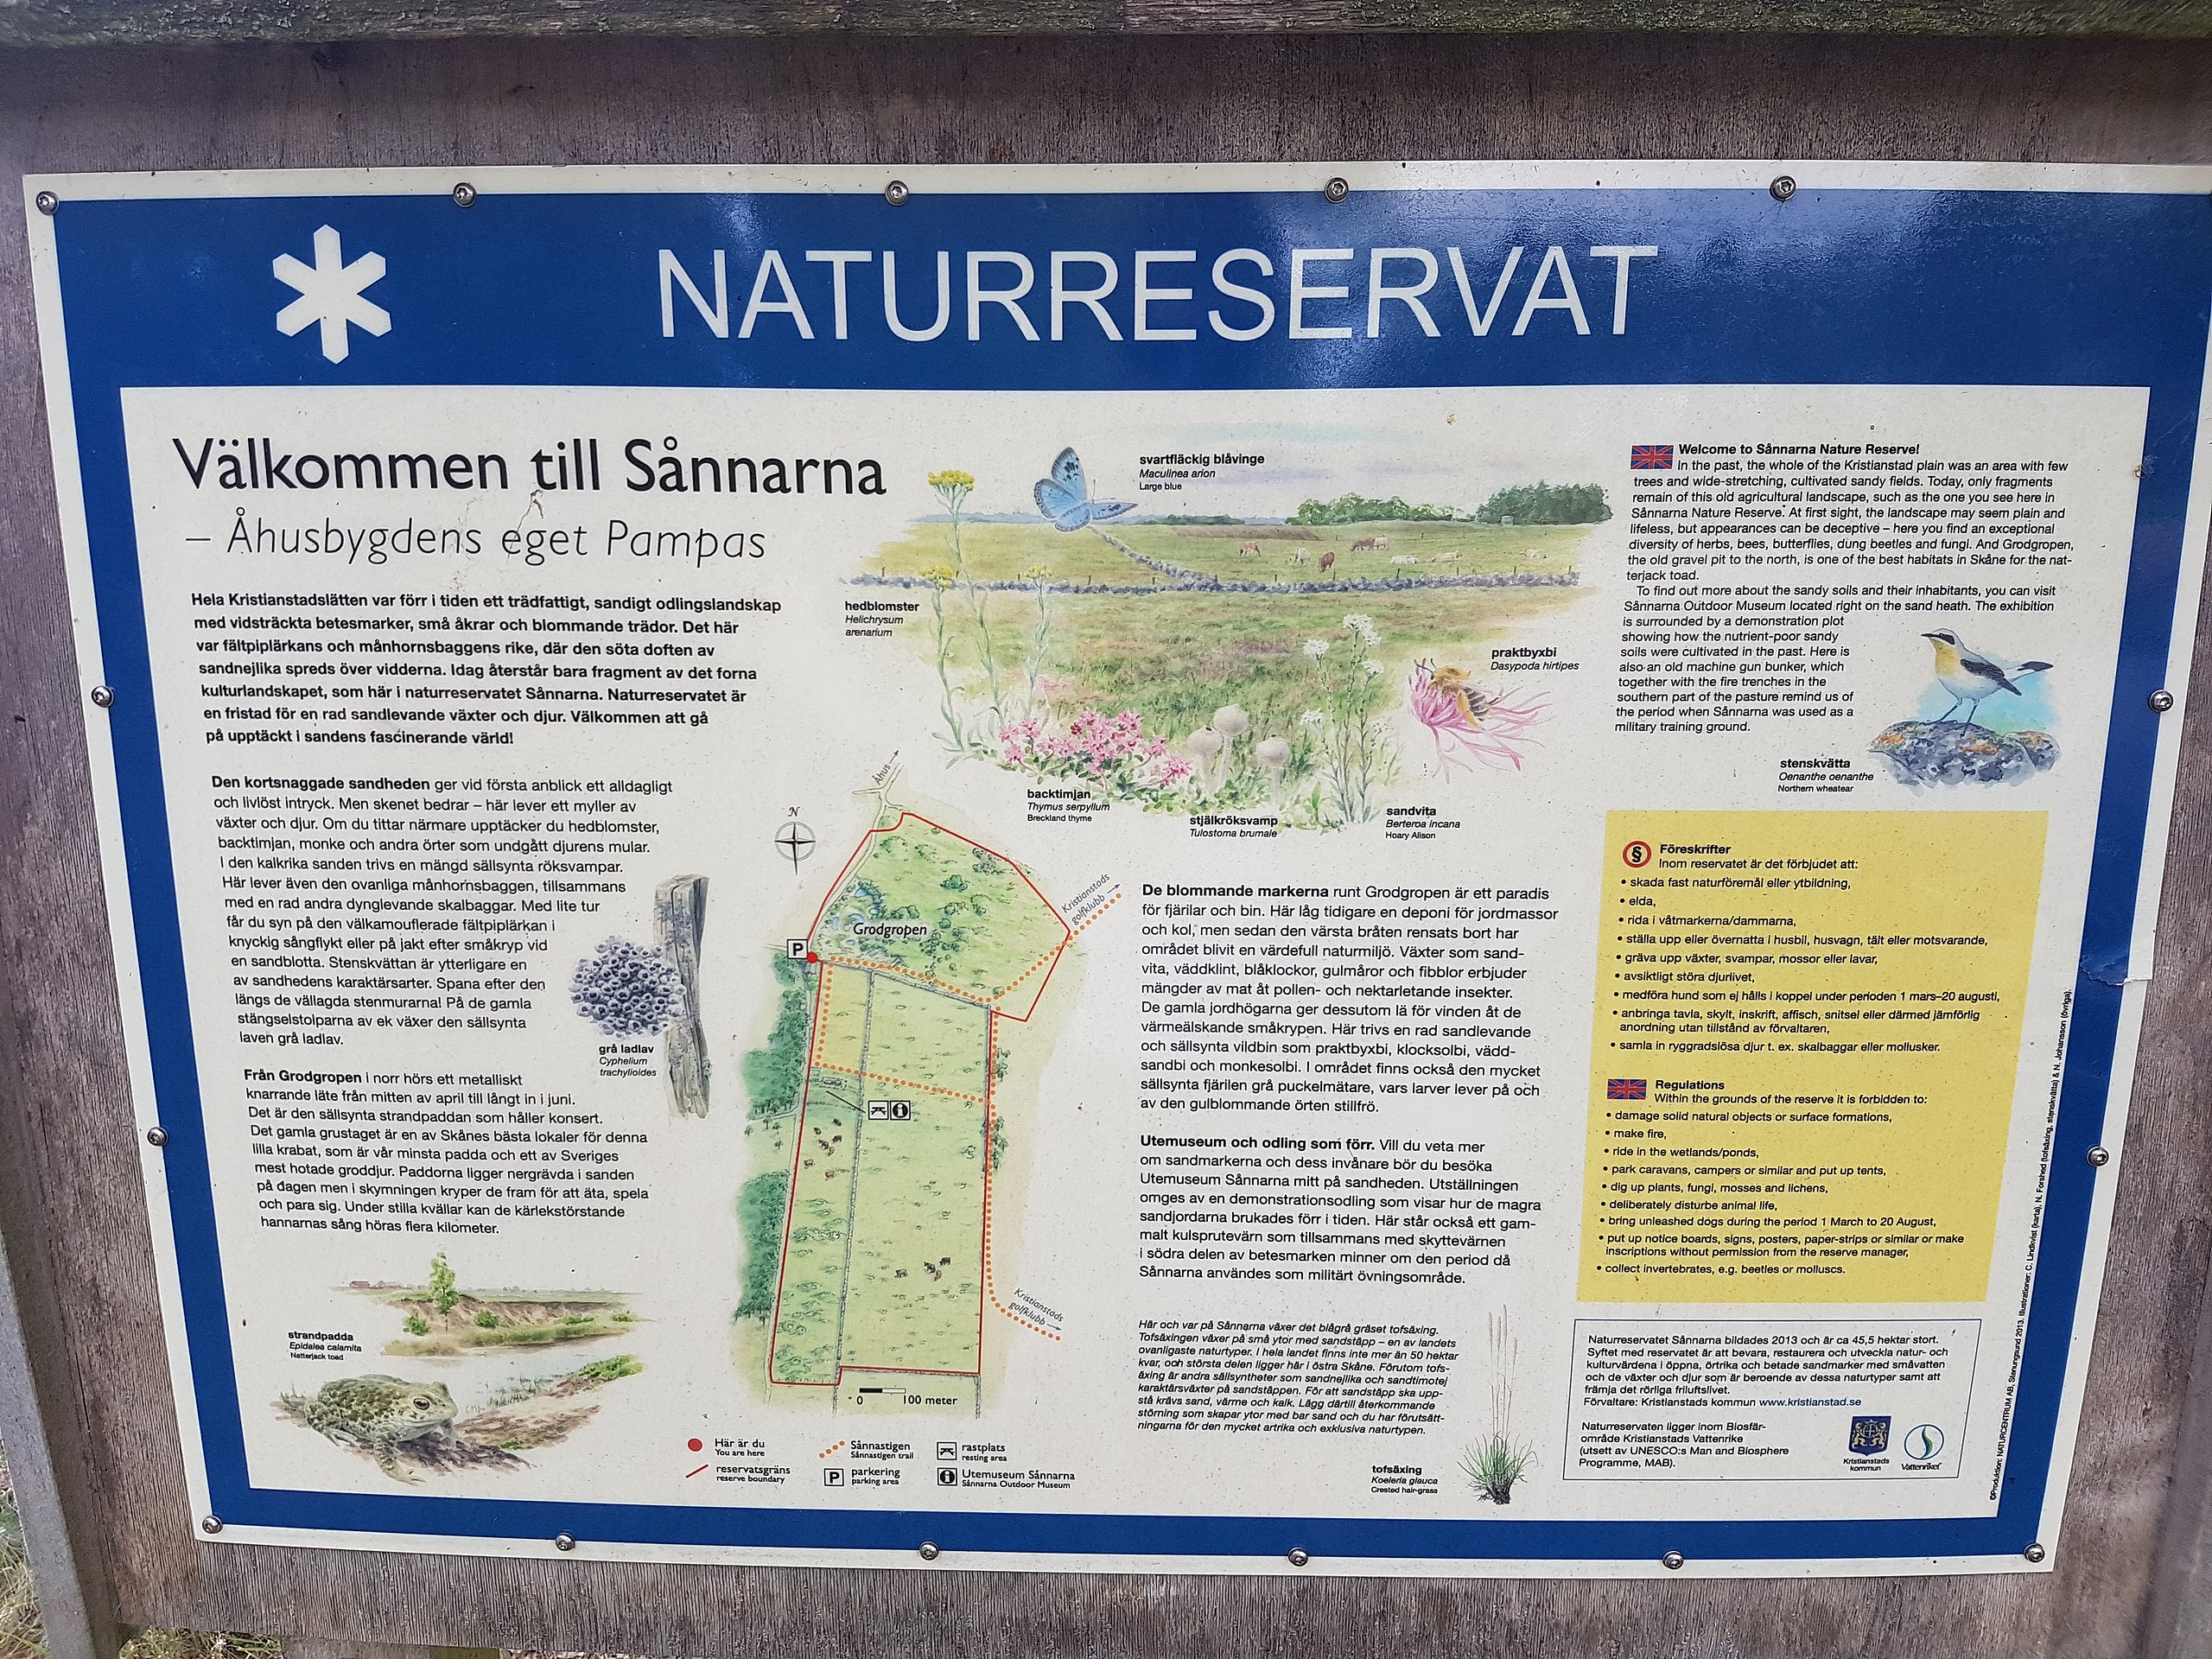 NATURRESERVAT
Välkommen till Sånnarna
– Åhusbygdens eget Pampas
Hela Kristianstadslätten var förr i tiden ett trädfattigt, sandigt odlingslandskap
med vidsträckta betesmarker, små åkrar och blommande trädor. Det här
var fältpiplärkans och månhornsbaggens rike, där den söta doften av
sandnejlika spreds över vidderna. Idag återstår bara fragment av det forna
kulturlandskapet, som här i naturreservatet Sånnarna. Naturreservatet är
en fristad för en rad sandlevande växter och djur. Välkommen att gå
på upptäckt i sandens fascinerande värld!
Den kortsnaggade sandheden ger vid första anblick ett alldagligt
och livlöst intryck. Men skenet bedrar – här lever ett myller av
växter och djur. Om du tittar närmare upptäcker du hedblomster,
backtimjan, monke och andra örter som undgått djurens mular.
I den kalkrika sanden trivs en mängd sällsynta röksvampar.
Här lever även den ovanliga månhornsbaggen, tillsammans
med en rad andra dynglevande skalbaggar. Med lite tur
får du syn på den välkamouflerade fältpiplärkan i
knyckig sångflykt eller på jakt efter småkryp vid
en sandblotta. Stenskvättan är ytterligare en
av sandhedens karaktärsarter. Spana efter den
längs de vällagda stenmurarna! På de gamla
stängselstolparna av ek växer den sällsynta
laven grå ladlav.
grå ladlav
Cyphelium
trachylioides
Från Grodgropen i norr hörs ett metalliskt
knarrande läte från mitten av april till långt in i juni.
Det är den sällsynta strandpaddan som håller konsert.
Det gamla grustaget är en av Skånes bästa lokaler för denna
lilla krabat, som är vår minsta padda och ett av Sveriges
mest hotade groddjur. Paddorna ligger nergrävda i sanden
på dagen men i skymningen kryper de fram för att äta, spela
och para sig. Under stilla kvällar kan de kärlekstörstande
hannarnas sång höras flera kilometer.
strandpadda
Epidalea calamita
Natterjack toad
svartfläckig blåvinge
Maculinea arion
Large blue
hedblomster
Helichrysum
arenarium
praktbyxbi
Dasypoda hirtipes
backtimjan
Thymus serpyllum
Breckland thyme
stjälkröksvamp
Tulostoma brumale
sandvita
Berteroa incana
Hoary Alison
Åhus
N
Kristianstads
golfklubb
Grodgropen
P
Kristianstads
golfklubb
0 100 meter
Här är du
You are here
reservatsgräns
reserve boundary
Sånnastigen
Sånnastigen trail
P
parkering
parking area
rastplats
resting area
Utemuseum Sånnarna
Sånnarna Outdoor Museum
De blommande markerna runt Grodgropen är ett paradis
för fjärilar och bin. Här låg tidigare en deponi för jordmassor
och kol, men sedan den värsta bråten rensats bort har
området blivit en värdefull naturmiljö. Växter som sand-
vita, väddklint, blåklockor, gulmåror och fibblor erbjuder
mängder av mat åt pollen- och nektarletande insekter.
De gamla jordhögarna ger dessutom lä för vinden åt de
värmeälskande småkrypen. Här trivs en rad sandlevande
och sällsynta vildbin som praktbyxbi, klocksolbi, vädd-
sandbi och monkesolbi. I området finns också den mycket
sällsynta fjärilen grå puckelmätare, vars larver lever på och
av den gulblommande örten stillfrö.
Utemuseum och odling som förr. Vill du veta mer
om sandmarkerna och dess invånare bör du besöka
Utemuseum Sånnarna mitt på sandheden. Utställningen
omges av en demonstrationsodling som visar hur de magra
sandjordarna brukades förr i tiden. Här står också ett gam-
malt kulsprutevärn som tillsammans med skyttevärnen
i södra delen av betesmarken minner om den period då
Sånnarna användes som militärt övningsområde.
Här och var på Sånnarna växer det blågrå gräset tofsäxing.
Tofsäxingen växer på små ytor med sandstäpp – en av landets
ovanligaste naturtyper. I hela landet finns inte mer än 50 hektar
kvar, och största delen ligger här i östra Skåne. Förutom tofs-
äxing är andra sällsyntheter som sandnejlika och sandtimotej
karaktärsväxter på sandstäppen. För att sandstäpp ska upp-
stå krävs sand, värme och kalk. Lägg därtill återkommande
störning som skapar ytor med bar sand och du har förutsätt-
ningarna för den mycket artrika och exklusiva naturtypen.
tofsäxing
Koeleria glauca
Crested hair-grass
Welcome to Sånnarna Nature Reserve!
In the past, the whole of the Kristianstad plain was an area with few
trees and wide-stretching, cultivated sandy fields. Today, only fragments
remain of this old agricultural landscape, such as the one you see here in
Sånnarna Nature Reserve. At first sight, the landscape may seem plain and
lifeless, but appearances can be deceptive – here you find an exceptional
diversity of herbs, bees, butterflies, dung beetles and fungi. And Grodgropen,
the old gravel pit to the north, is one of the best habitats in Skåne for the nat-
terjack toad.
To find out more about the sandy soils and their inhabitants, you can visit
Sånnarna Outdoor Museum located right on the sand heath. The exhibition
is surrounded by a demonstration plot
showing how the nutrient-poor sandy
soils were cultivated in the past. Here is
also an old machine gun bunker, which
together with the fire trenches in the
southern part of the pasture remind us of
the period when Sånnarna was used as a
military training ground.
stenskvätta
Oenanthe oenanthe
Northern wheatear
§
Föreskrifter
Inom reservatet är det förbjudet att:
• skada fast naturföremål eller ytbildning,
• elda,
• rida i våtmarkerna/dammarna,
• ställa upp eller övernatta i husbil, husvagn, tält eller motsvarande,
• gräva upp växter, svampar, mossor eller lavar,
• avsiktligt störa djurlivet,
• medföra hund som ej hålls i koppel under perioden 1 mars–20 augusti,
• anbringa tavla, skylt, inskrift, affisch, snitsel eller därmed jämförlig
anordning utan tillstånd av förvaltaren,
• samla in ryggradslösa djur t. ex. skalbaggar eller mollusker.
Regulations
Within the grounds of the reserve it is forbidden to:
• damage solid natural objects or surface formations,
• make fire,
• ride in the wetlands/ponds,
• park caravans, campers or similar and put up tents,
• dig up plants, fungi, mosses and lichens,
• deliberately disturbe animal life,
• bring unleashed dogs during the period 1 March to 20 August,
• put up notice boards, signs, posters, paper-strips or similar or make
inscriptions without permission from the reserve manager,
• collect invertebrates, e.g. beetles or molluscs.
Naturreservatet Sånnarna bildades 2013 och är ca 45,5 hektar stort.
Syftet med reservatet är att bevara, restaurera och utveckla natur- och
kulturvärdena i öppna, örtrika och betade sandmarker med småvatten
och de växter och djur som är beroende av dessa naturtyper samt att
främja det rörliga friluftslivet.
Förvaltare: Kristianstads kommun www.kristianstad.se
Naturreservaten ligger inom Biosfär-
område Kristianstads Vattenrike
(utsett av UNESCO:s Man and Biosphere
Programme, MAB).
Kristianstads
kommun
Vattenriket
©Produktion: NATURCENTRUM AB, Stenungsund 2013. Illustrationer: C. Lindkvist (karta), N. Forshed (tofsäxing, stenskvätta) & N. Johansson (övriga).